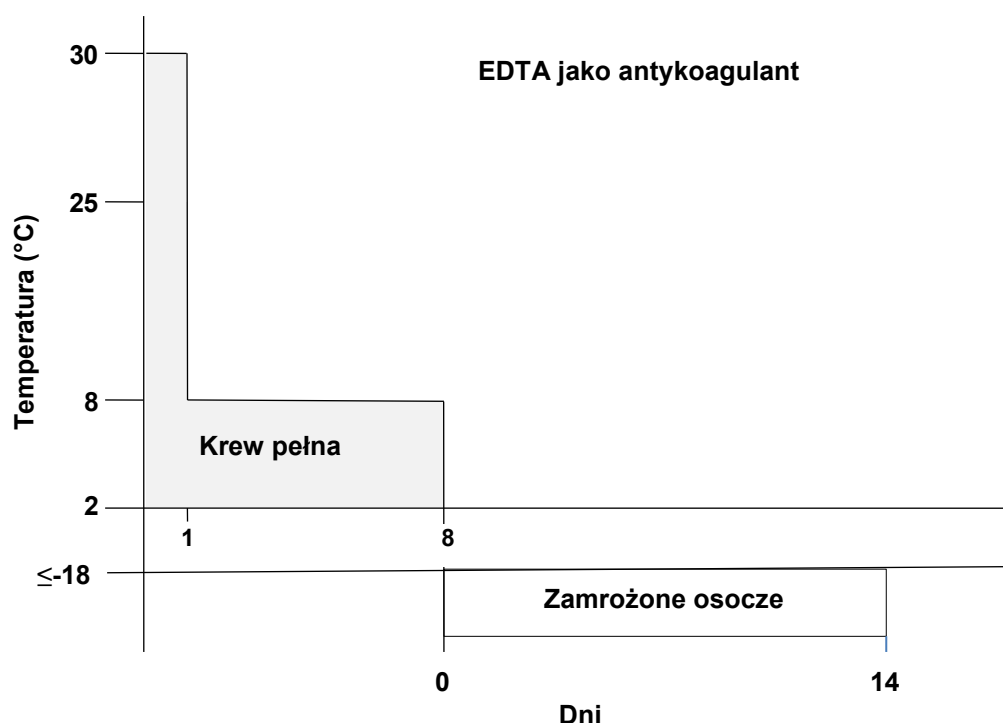 30
EDTA jako antykoagulant
25
Temperatura (°C)
8
Krew pełna
2
1
8
≤-18
Zamrożone osocze
0
14
Dni